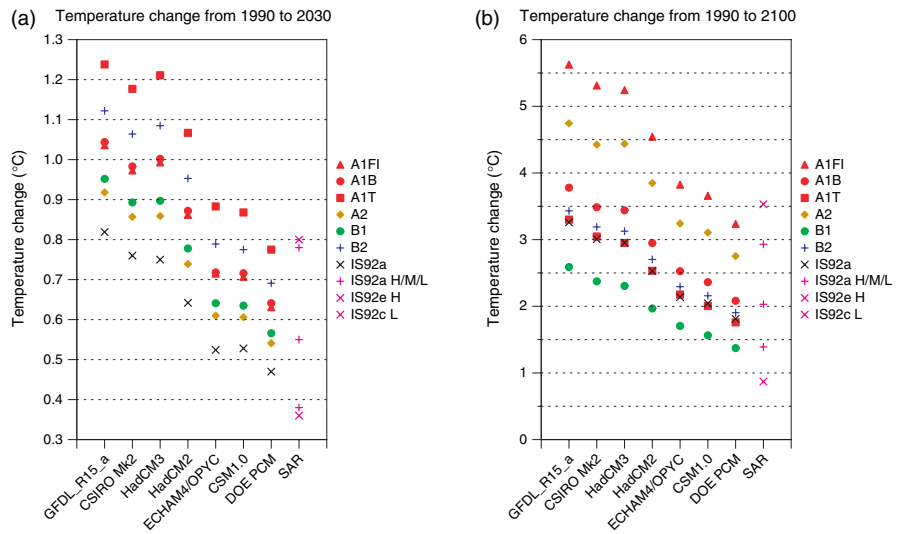 (a) Temperature change from 1990 to 2030
Temperature change (°C)
1.3
1.2
1.1
1.0
0.9
0.8
0.7
0.6
0.5
0.4
0.3
GFDL_R15_a
CSIRO Mk2
HadCM3
HadCM2
ECHAM4/OPYC
CSM1.0
DOE PCM
SAR
A1FI
A1B
A1T
A2
B1
B2
IS92a
IS92a H/M/L
IS92e H
IS92c L
(b) Temperature change from 1990 to 2100
Temperature change (°C)
6
5
4
3
2
1
0
GFDL_R15_a
CSIRO Mk2
HadCM3
HadCM2
ECHAM4/OPYC
CSM1.0
DOE PCM
SAR
A1FI
A1B
A1T
A2
B1
B2
IS92a
IS92a H/M/L
IS92e H
IS92c L